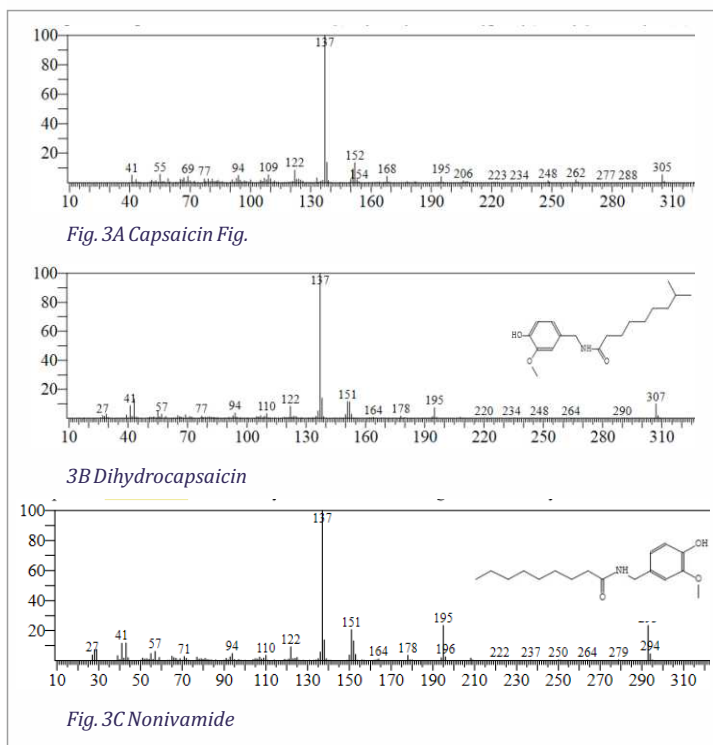 100
80
60
40
20
137
41 55 69 77 94 109 122 152 154 168 195 206 223 234 248 262 277 288 305
10 40 70 100 130 160 190 220 250 280 310
Fig. 3A Capsaicin Fig.
100
80
60
40
20
137
27 41 57 77 94 110 122 151 164 178 195 220 234 248 264 290 307
HO NH O O
10 40 70 100 130 160 190 220 250 280 310
3B Dihydrocapsaicin
100
80
60
40
20
137
27 41 57 71 94 110 122 151 164 178 195 196 222 237 250 264 279 294
OH NH O O
10 30 50 70 90 110 130 150 170 190 210 230 250 270 290 310
Fig. 3C Nonivamide